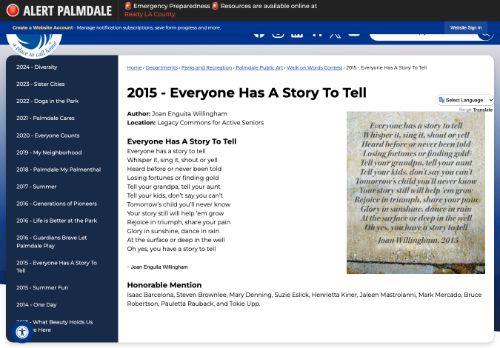 ALERT PALMDALE
🚨 Emergency Preparedness 🚨 Resources are available online at
Ready LA County.
Create a Website Account - Manage notification subscriptions, save form progress and more.
Website Sign In
a place to call home
2024 - Diversity
2023 - Sister Cities
2022 - Dogs in the Park
2021 - Palmdale Cares
2020 - Everyone Counts
2019 - My Neighborhood
2018 - Palmdale My Palmenthal
2017 - Summer
2016 - Generations of Pioneers
2016 - Life is Better at the Park
2016 - Guardians Brave Let
Palmdale Play
2015 - Everyone Has A Story To
Tell
2015 - Summer Fun
2014 - One Day
What Beauty Holds Us
Here
Home › Departments › Parks and Recreation › Palmdale Public Art › Walk on Words Contest › 2015 - Everyone Has A Story To Tell
2015 - Everyone Has A Story To Tell
Select Language
Google Translate
Author: Joan Enguita Willingham
Location: Legacy Commons for Active Seniors
Everyone Has A Story To Tell
Everyone has a story to tell
Whisper it, sing it, shout or yell
Heard before or never been told
Losing fortunes or finding gold
Tell your grandpa, tell your aunt
Tell your kids, don't say you can't
Tomorrow's child you'll never know
Your story still will help 'em grow
Rejoice in triumph, share your pain
Glory in sunshine, dance in rain
At the surface or deep in the well
Oh yes, you have a story to tell
- Joan Enguita Willingham
Everyone has a story to tell
Whisper it, sing it, shout or yell
Heard before or never been told
Losing fortunes or finding gold
Tell your grandpa, tell your aunt
Tell your kids, don't say you can't
Tomorrow's child you'll never know
Your story still will help 'em grow
Rejoice in triumph, share your pain
Glory in sunshine, dance in rain
At the surface or deep in the well
Oh yes, you have a story to tell
Joan Willingham, 2015
Honorable Mention
Isaac Barcelona, Steven Brownlee, Mary Denning, Suzie Eslick, Henrietta Kiner, Jaleen Mastroianni, Mark Mercado, Bruce
Robertson, Pauletta Rauback, and Tokie Upp.